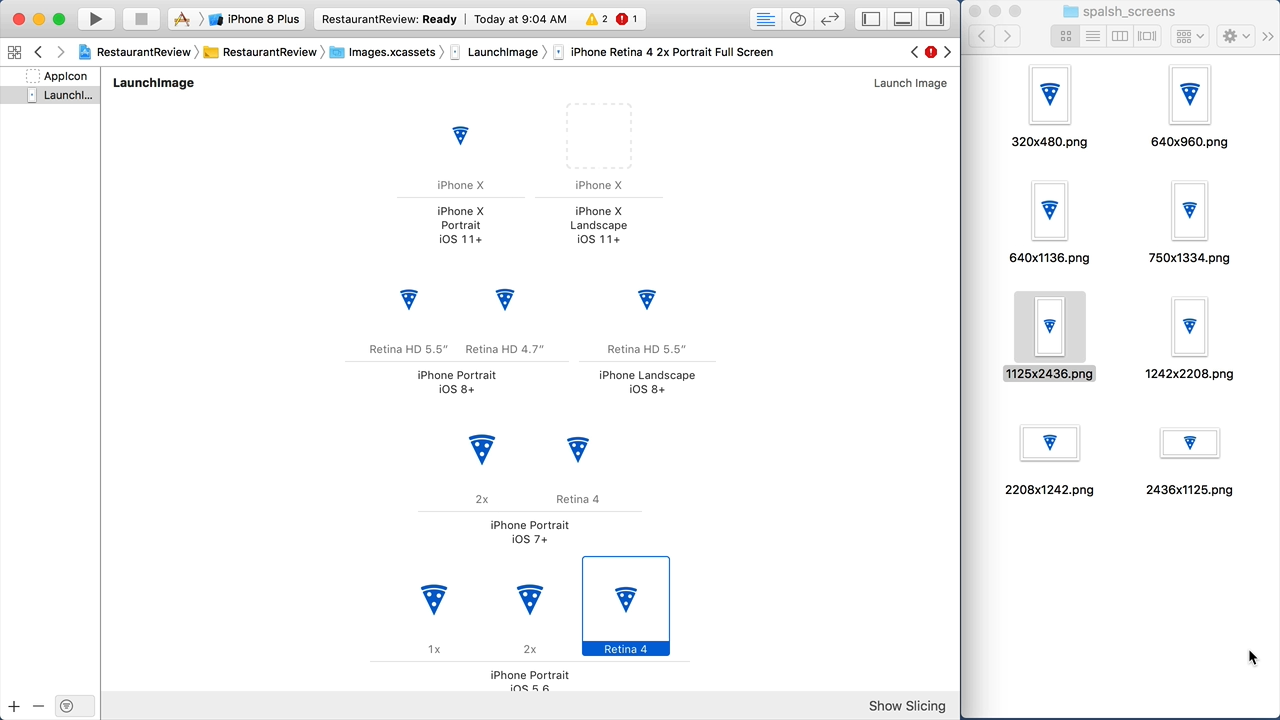 iPhone 8 Plus
RestaurantReview: Ready | Today at 9:04 AM
2
1
spalsh_screens
RestaurantReview
RestaurantReview
Images.xcassets
LaunchImage
iPhone Retina 4 2x Portrait Full Screen
AppIcon
LaunchI...
LaunchImage
Launch Image
iPhone X
iPhone X
iPhone X
Portrait
iOS 11+
iPhone X
Landscape
iOS 11+
Retina HD 5.5″
Retina HD 4.7″
Retina HD 5.5″
iPhone Portrait
iOS 8+
iPhone Landscape
iOS 8+
2x
Retina 4
iPhone Portrait
iOS 7+
1x
2x
Retina 4
iPhone Portrait
iOS 5,6
Show Slicing
320x480.png
640x960.png
640x1136.png
750x1334.png
1125x2436.png
1242x2208.png
2208x1242.png
2436x1125.png